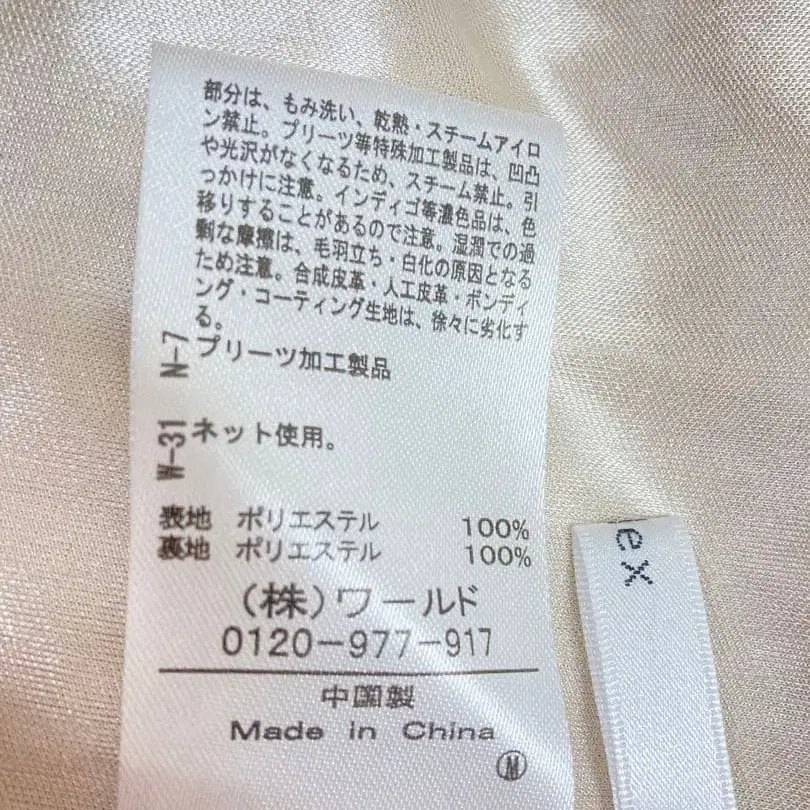 部分は、もみ洗い、乾熱・スチームアイロ
ン禁止。プリーツ等特殊加工製品は、凹凸
や光沢がなくなるため、スチーム禁止。引
っかけに注意。インディゴ等濃色品は、色
移りすることがあるので注意。湿潤での過
剰な摩擦は、毛羽立ち・白化の原因となる
ため注意。合成皮革・人工皮革・ボンディ
ング・コーティング生地は、徐々に劣化す
る。
N-7 プリーツ加工製品
W-31 ネット使用。
表地 ポリエステル 100%
裏地 ポリエステル 100%
(株)ワールド
0120-977-917
中国製
Made in China
M
lex